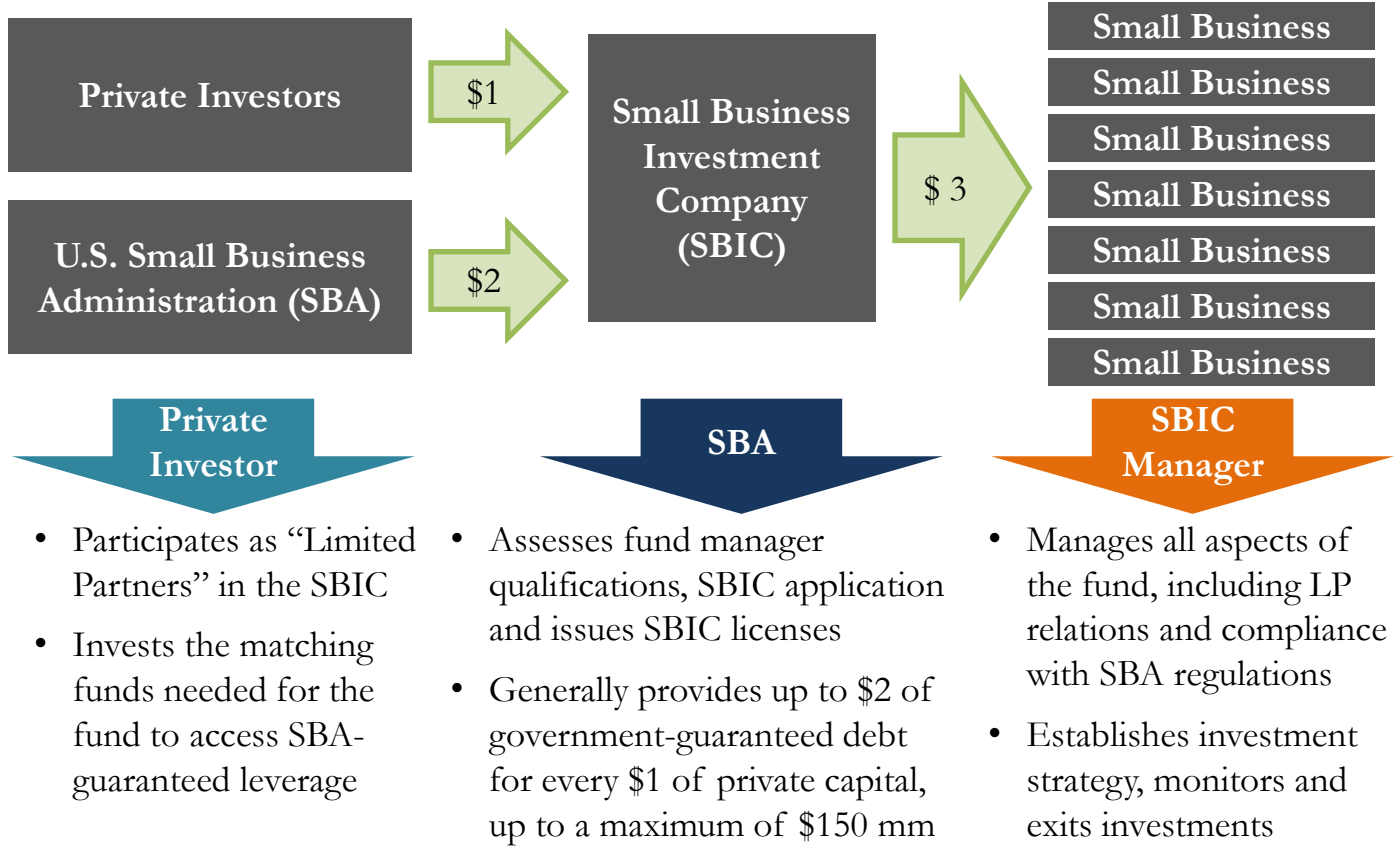 Private Investors
$1
U.S. Small Business
Administration (SBA)
$2
Small Business
Investment
Company
(SBIC)
$ 3
Small Business
Small Business
Small Business
Small Business
Small Business
Small Business
Small Business
Private
Investor
• Participates as “Limited
Partners” in the SBIC
• Invests the matching
funds needed for the
fund to access SBA-
guaranteed leverage
SBA
• Assesses fund manager
qualifications, SBIC application
and issues SBIC licenses
• Generally provides up to $2 of
government-guaranteed debt
for every $1 of private capital,
up to a maximum of $150 mm
SBIC
Manager
• Manages all aspects of
the fund, including LP
relations and compliance
with SBA regulations
• Establishes investment
strategy, monitors and
exits investments